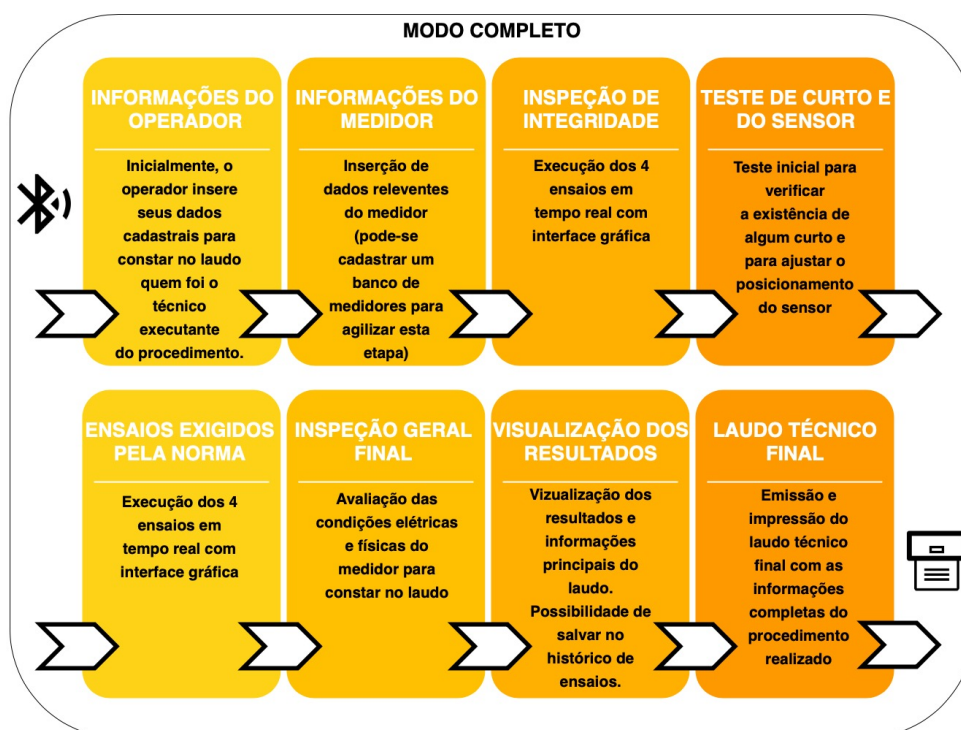 MODO COMPLETO
INFORMAÇÕES DO
OPERADOR
Inicialmente, o
operador insere
seus dados
cadastrais para
constar no laudo
quem foi o
técnico
executante
do procedimento.
INFORMAÇÕES DO
MEDIDOR
Inserção de
dados releventes
do medidor
(pode-se
cadastrar um
banco de
medidores para
agilizar esta
etapa)
INSPEÇÃO DE
INTEGRIDADE
Execução dos 4
ensaios em
tempo real com
interface gráfica
TESTE DE CURTO E
DO SENSOR
Teste inicial para
verificar
a existência de
algum curto e
para ajustar o
posicionamento
do sensor
ENSAIOS EXIGIDOS
PELA NORMA
Execução dos 4
ensaios em
tempo real com
interface gráfica
INSPEÇÃO GERAL
FINAL
Avaliação das
condições elétricas
e físicas do
medidor para
constar no laudo
VISUALIZAÇÃO DOS
RESULTADOS
Vizualização dos
resultados e
informações
principais do
laudo.
Possibilidade de
salvar no
histórico de
ensaios.
LAUDO TÉCNICO
FINAL
Emissão e
impressão do
laudo técnico
final com as
informações
completas do
procedimento
realizado